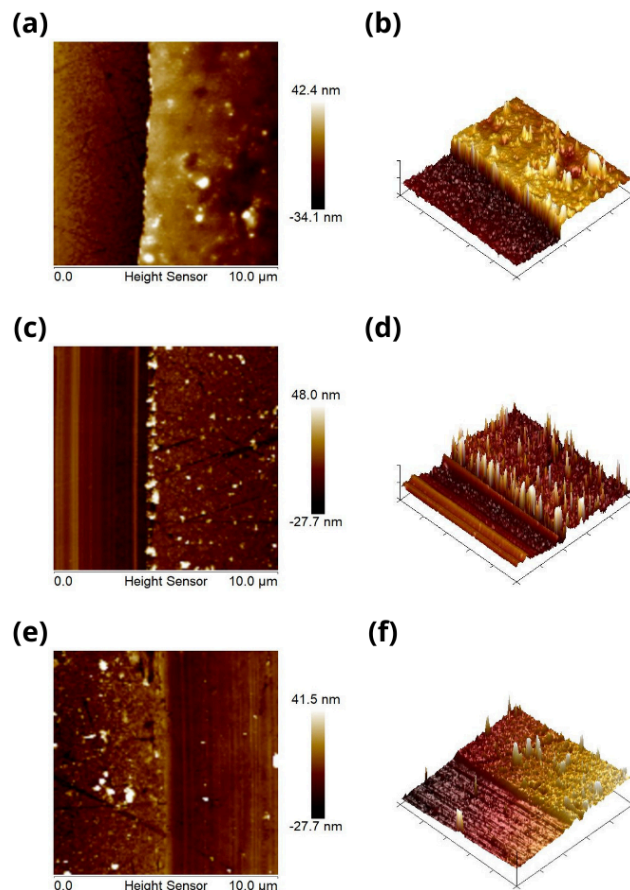 (a)
(b)
42.4 nm
-34.1 nm
0.0 Height Sensor 10.0 µm
(c)
(d)
48.0 nm
-27.7 nm
0.0 Height Sensor 10.0 µm
(e)
(f)
41.5 nm
-27.7 nm
0.0 Height Sensor 10.0 µm